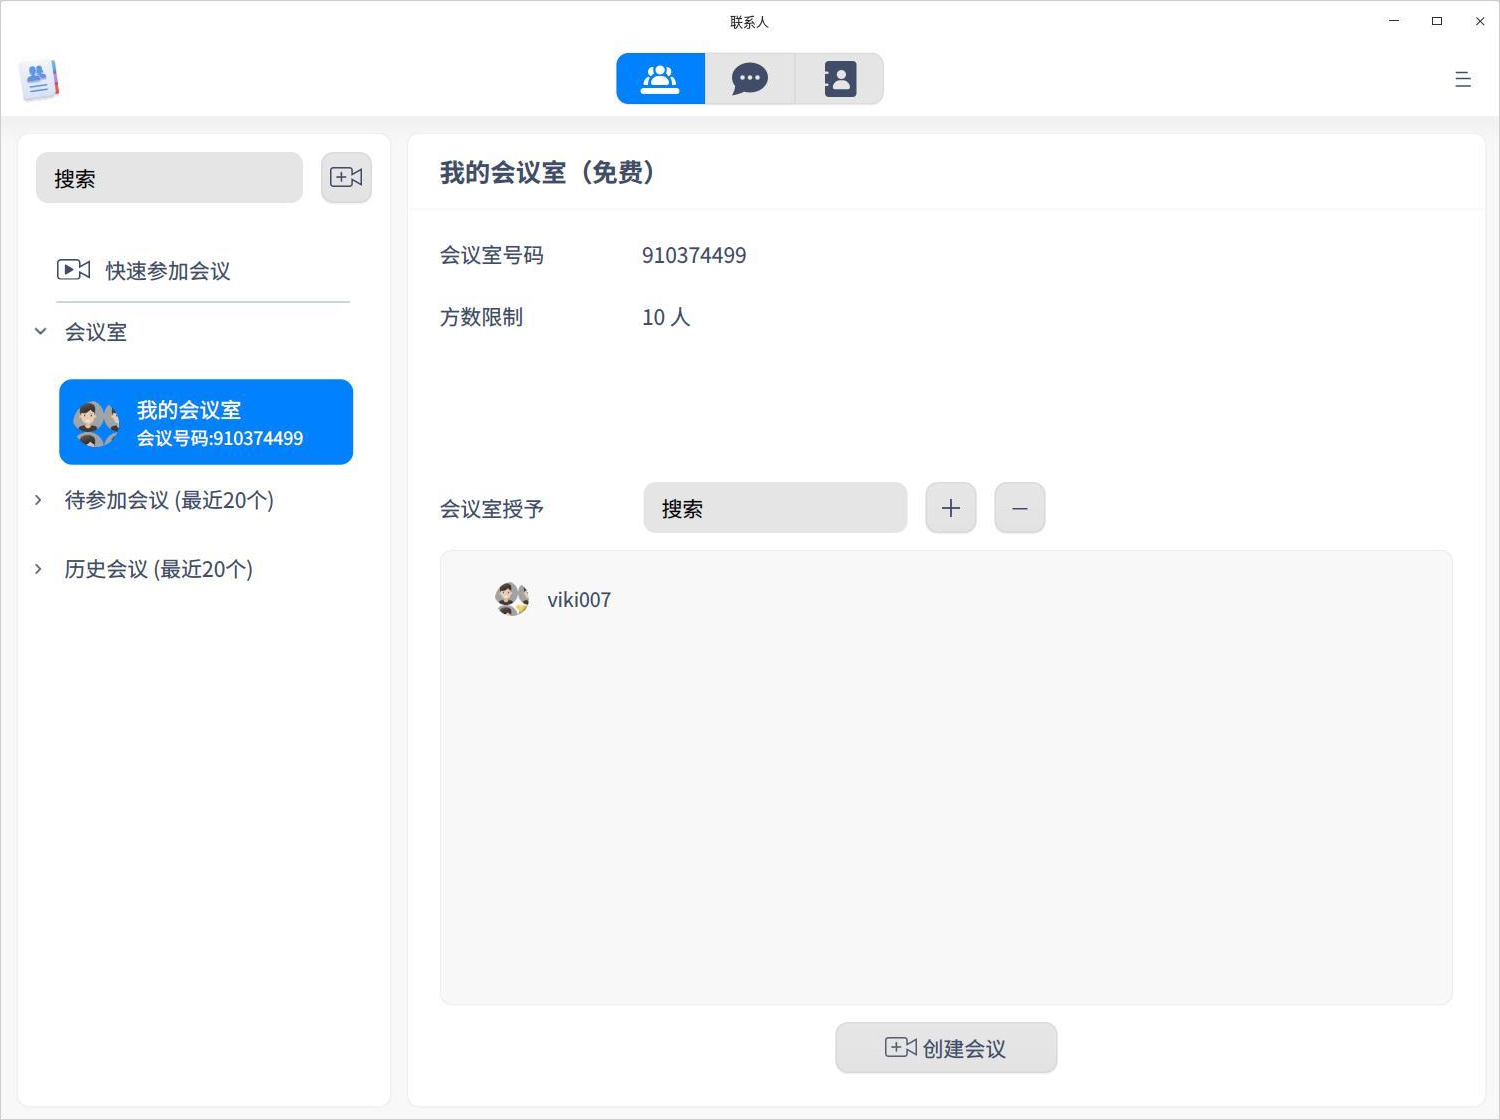 联系人
搜索
快速参加会议
会议室
我的会议室
会议号码:910374499
待参加会议 (最近20个)
历史会议 (最近20个)
我的会议室（免费）
会议室号码 910374499
方数限制 10 人
会议室授予 搜索
viki007
创建会议